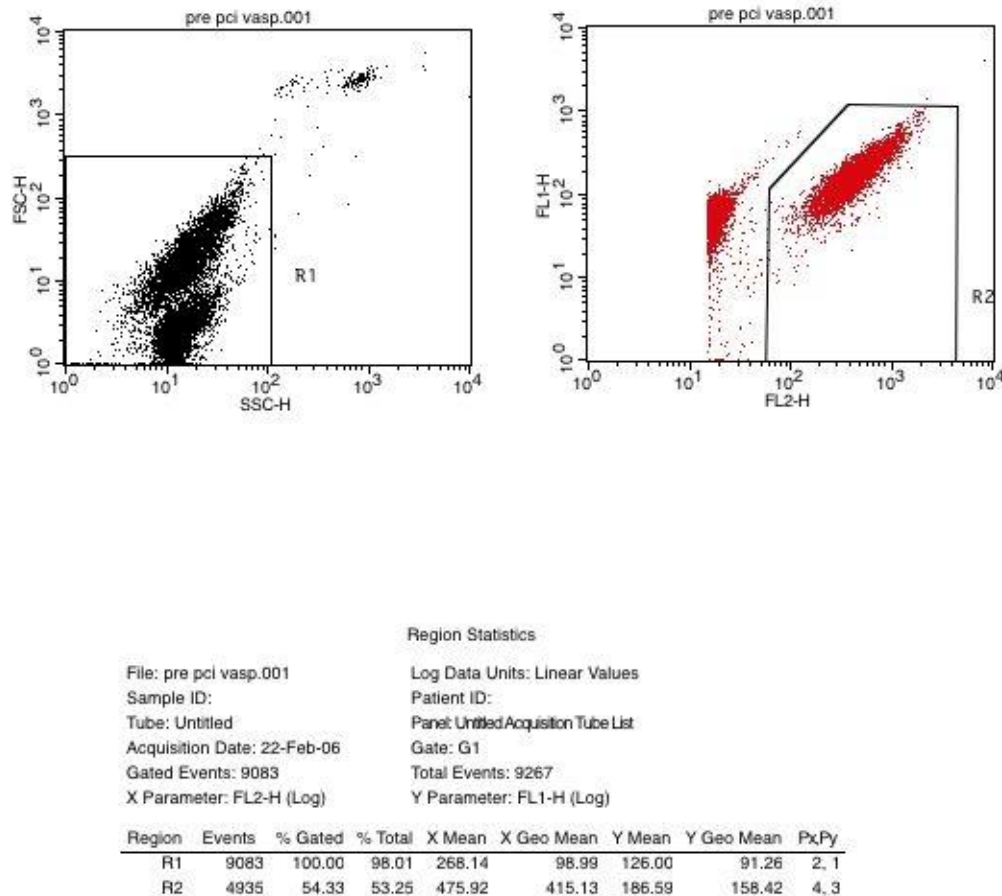 pre pci vasp.001
10^4
10^3
10^2
10^1
10^0
FSC-H
R1
10^0 10^1 10^2 10^3 10^4
SSC-H
pre pci vasp.001
10^4
10^3
10^2
10^1
10^0
FL1-H
R2
10^0 10^1 10^2 10^3 10^4
FL2-H
Region Statistics
File: pre pci vasp.001 Log Data Units: Linear Values
Sample ID: Patient ID:
Tube: Untitled Panel: Untitled Acquisition Tube List
Acquisition Date: 22-Feb-06 Gate: G1
Gated Events: 9083 Total Events: 9267
X Parameter: FL2-H (Log) Y Parameter: FL1-H (Log)
Region Events % Gated % Total X Mean X Geo Mean Y Mean Y Geo Mean Px,Py
R1 9083 100.00 98.01 268.14 98.99 126.00 91.26 2, 1
R2 4935 54.33 53.25 475.92 415.13 186.59 158.42 4, 3